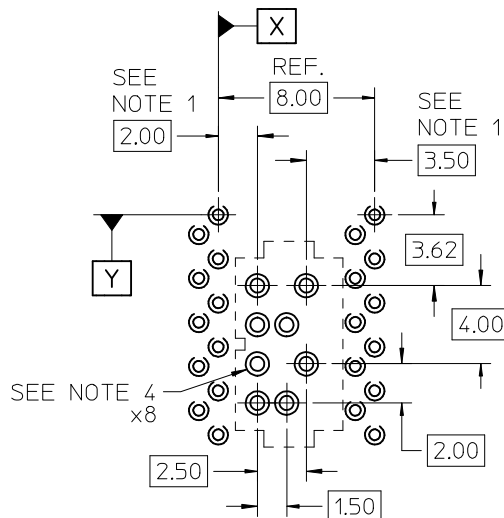 X
REF.
SEE
NOTE 1
8.00
SEE
NOTE 1
2.00
3.50
3.62
Y
4.00
SEE NOTE 4
x8
2.00
2.50
1.50